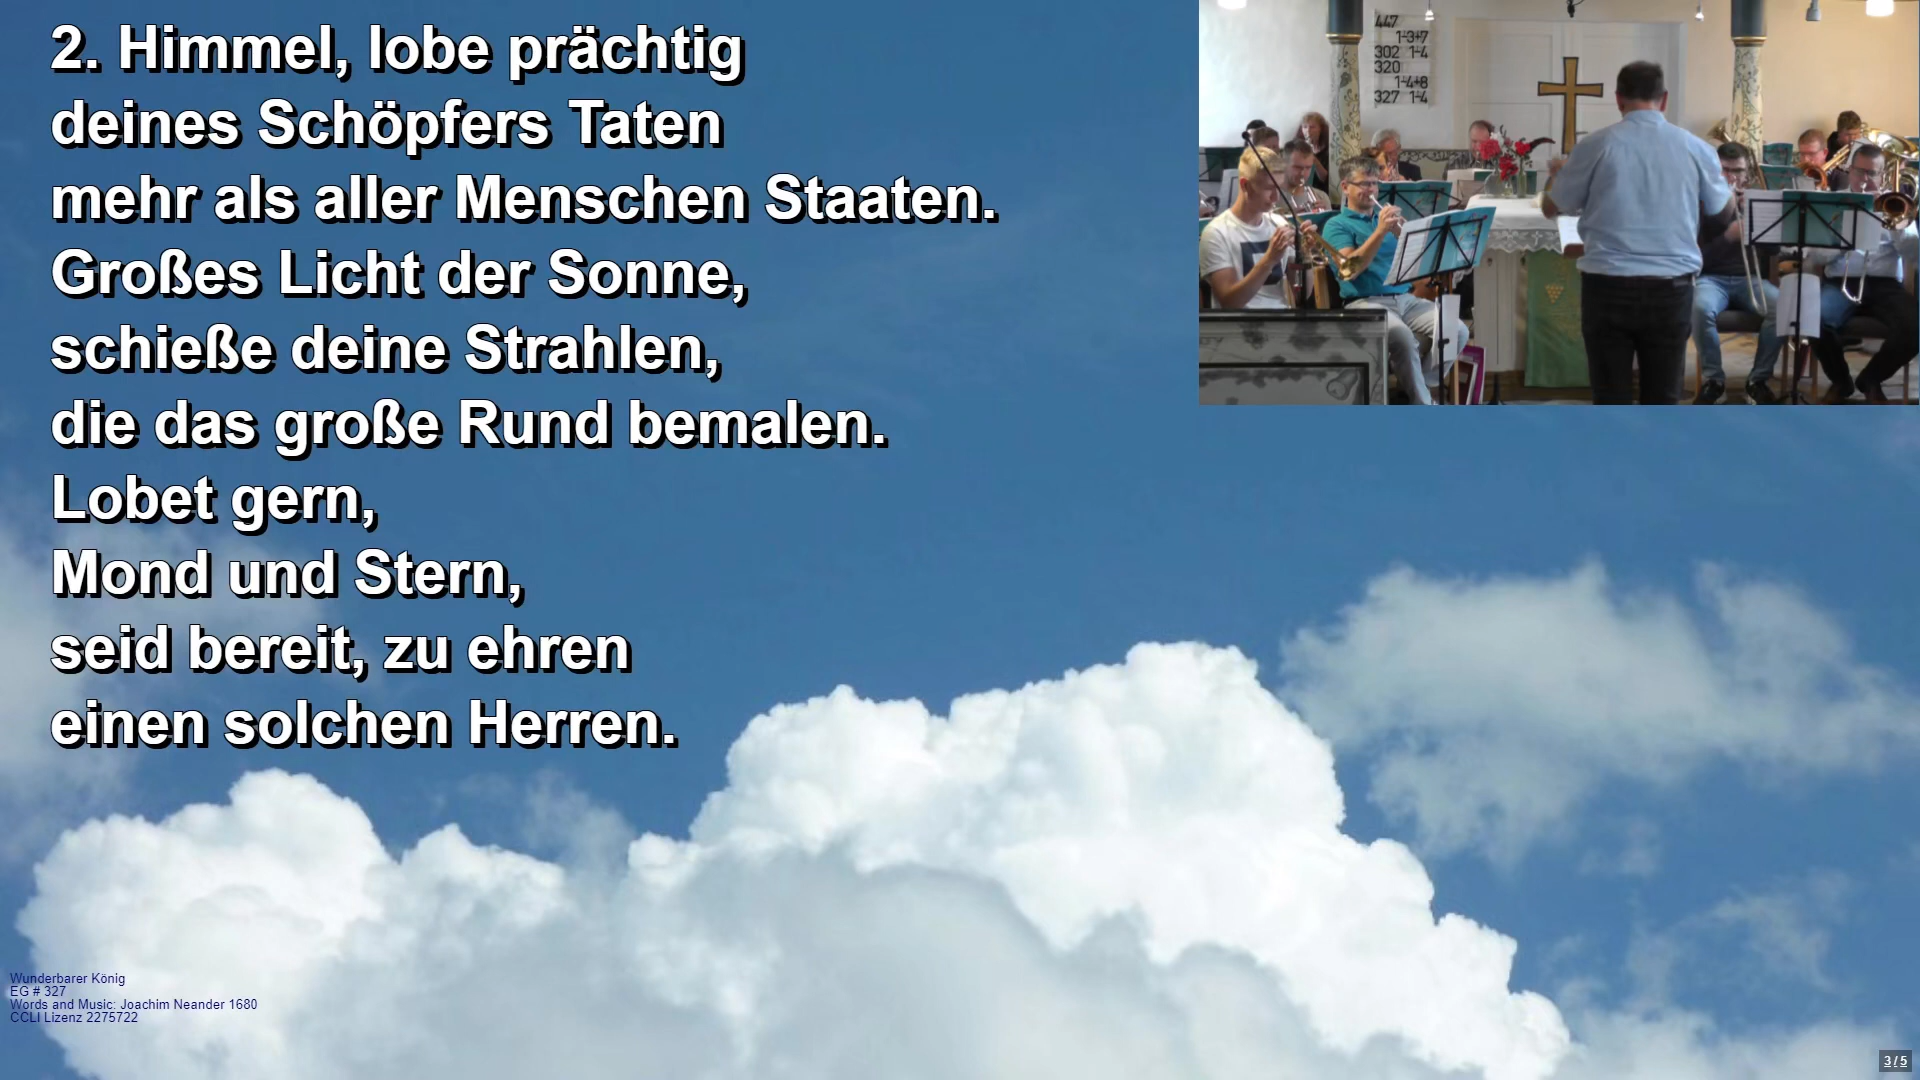 2. Himmel, lobe prächtig
deines Schöpfers Taten
mehr als aller Menschen Staaten.
Großes Licht der Sonne,
schieße deine Strahlen,
die das große Rund bemalen.
Lobet gern,
Mond und Stern,
seid bereit, zu ehren
einen solchen Herren.
447
1-3+7
302 1-4
320
1-4+8
327 1-4
Wunderbarer König
EG # 327
Words and Music: Joachim Neander 1680
CCLI Lizenz 2275722
3 / 5